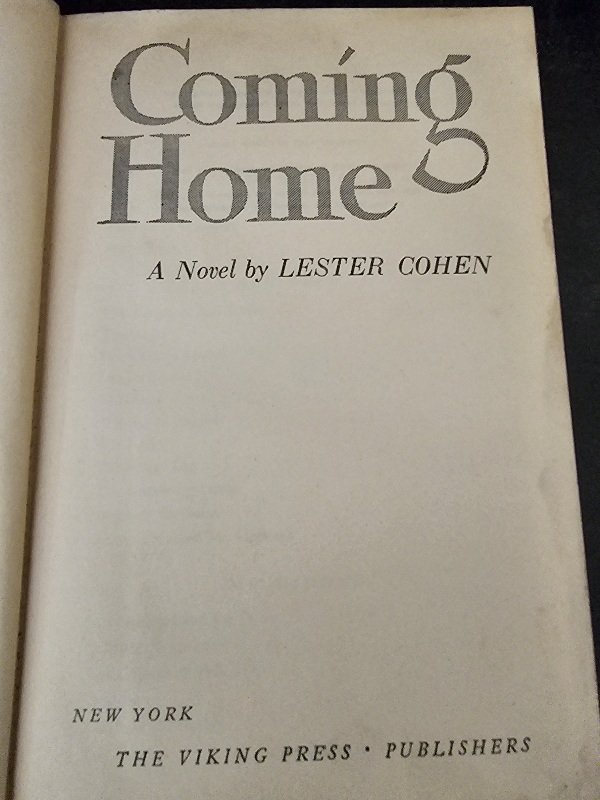 Coming
Home
A Novel by LESTER COHEN
NEW YORK
THE VIKING PRESS • PUBLISHERS